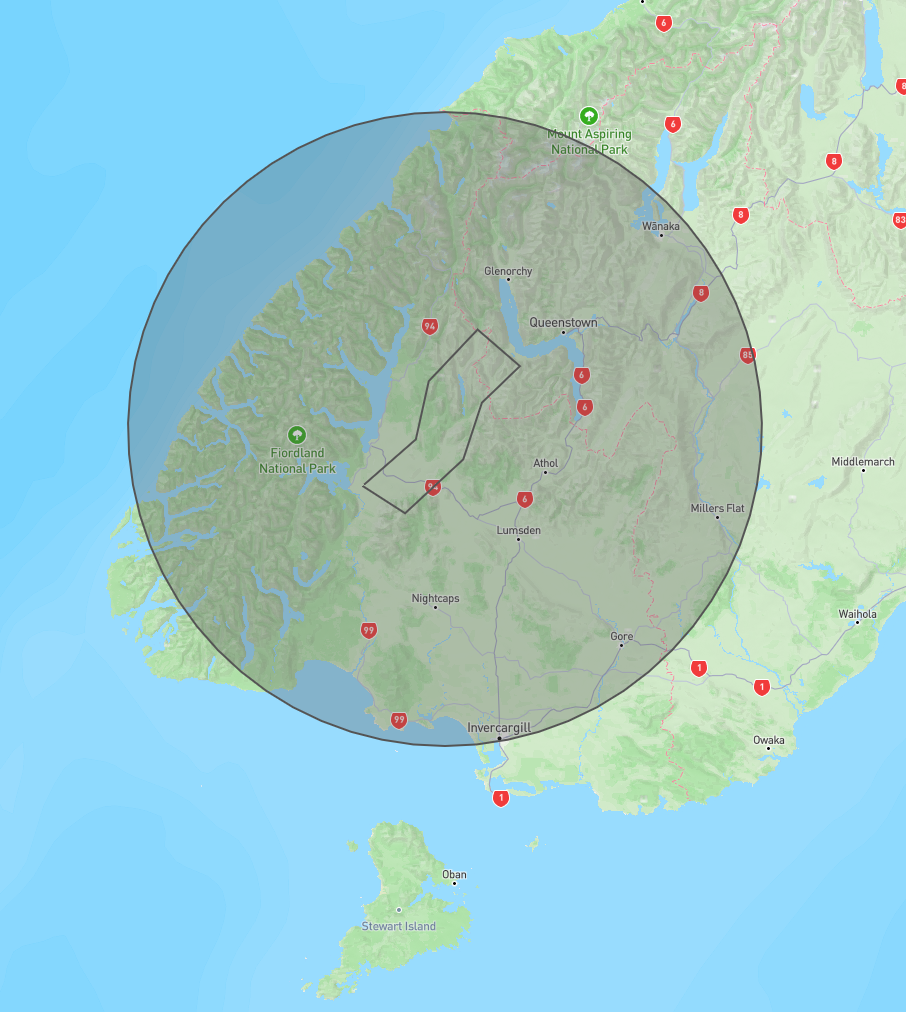 6
8
Mount Aspiring
National Park
6
8
8
83
Wānaka
Glenorchy
8
94
Queenstown
85
6
6
Fiordland
National Park
Athol
Middlemarch
94
6
Millers Flat
Lumsden
Nightcaps
Waihola
99
Gore
1
1
99
Invercargill
Owaka
1
Oban
Stewart Island